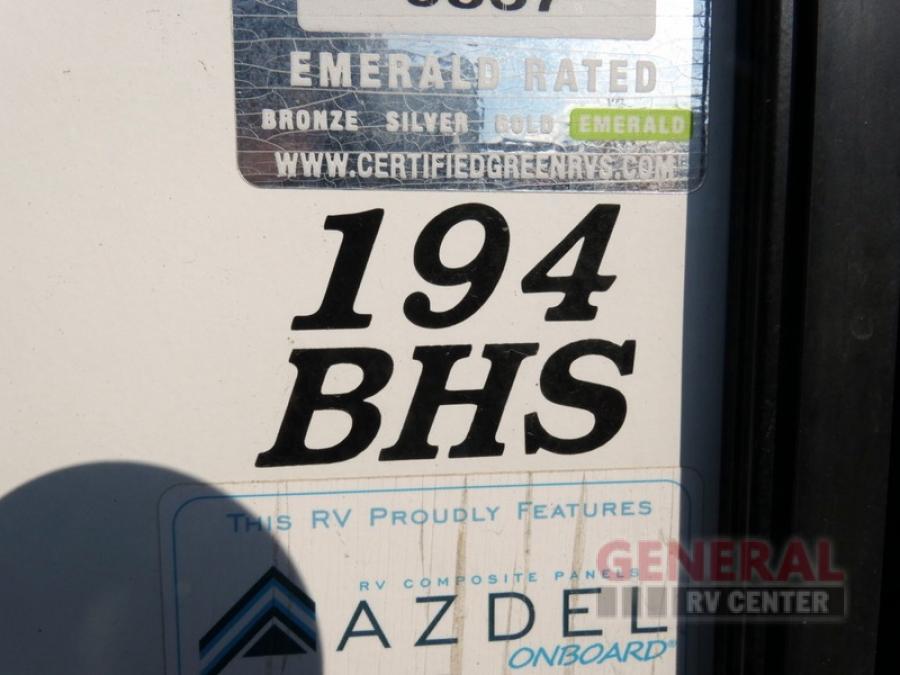 EMERALD RATED
BRONZE SILVER GOLD EMERALD
WWW.CERTIFIEDGREENRVS.COM
194
BHS
THIS RV PROUDLY FEATURES
RV COMPOSITE PANELS
AZDEL
ONBOARD®
GENERAL
RV CENTER